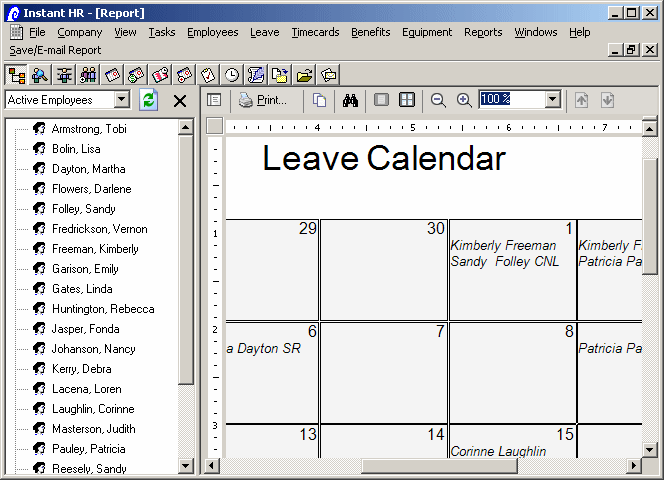 Instant HR - [Report]
File Company View Tasks Employees Leave Timecards Benefits Equipment Reports Windows Help
Save/E-mail Report
Active Employees
Print...
100 %
Armstrong, Tobi
Bolin, Lisa
Dayton, Martha
Flowers, Darlene
Folley, Sandy
Fredrickson, Vernon
Freeman, Kimberly
Garison, Emily
Gates, Linda
Huntington, Rebecca
Jasper, Fonda
Johanson, Nancy
Kerry, Debra
Lacena, Loren
Laughlin, Corinne
Masterson, Judith
Pauley, Patricia
Reesely, Sandy
4 5 6 7
1
2
3
Leave Calendar
29 30 1
Kimberly Freeman Kimberly F
Sandy Folley CNL Patricia Pa
6 7 8
a Dayton SR Patricia Pa
13 14 15
Corinne Laughlin